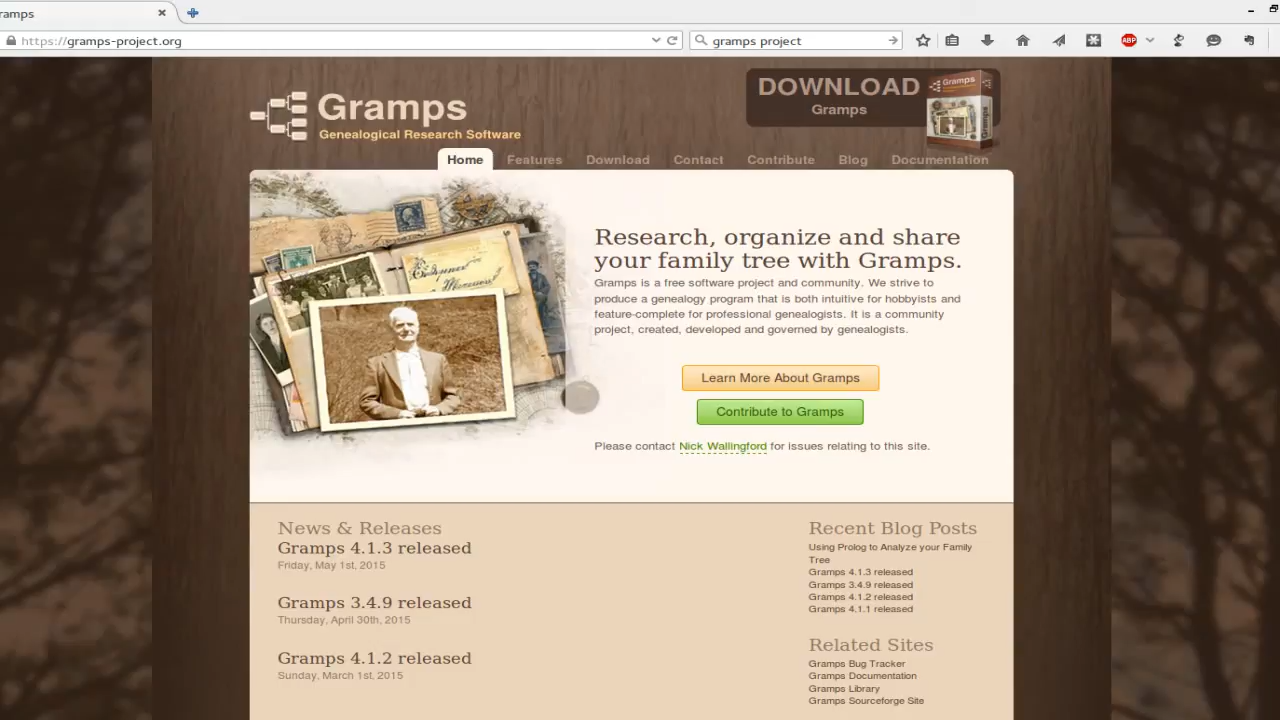 ramps
https://gramps-project.org
gramps project
ABP
DOWNLOAD
Gramps
Gramps
Genealogical Research Software
Home Features Download Contact Contribute Blog Documentation
Research, organize and share
your family tree with Gramps.
Gramps is a free software project and community. We strive to
produce a genealogy program that is both intuitive for hobbyists and
feature-complete for professional genealogists. It is a community
project, created, developed and governed by genealogists.
Learn More About Gramps
Contribute to Gramps
Please contact Nick Wallingford for issues relating to this site.
News & Releases
Gramps 4.1.3 released
Friday, May 1st, 2015
Gramps 3.4.9 released
Thursday, April 30th, 2015
Gramps 4.1.2 released
Sunday, March 1st, 2015
Recent Blog Posts
Using Prolog to Analyze your Family
Tree
Gramps 4.1.3 released
Gramps 3.4.9 released
Gramps 4.1.2 released
Gramps 4.1.1 released
Related Sites
Gramps Bug Tracker
Gramps Documentation
Gramps Library
Gramps Sourceforge Site